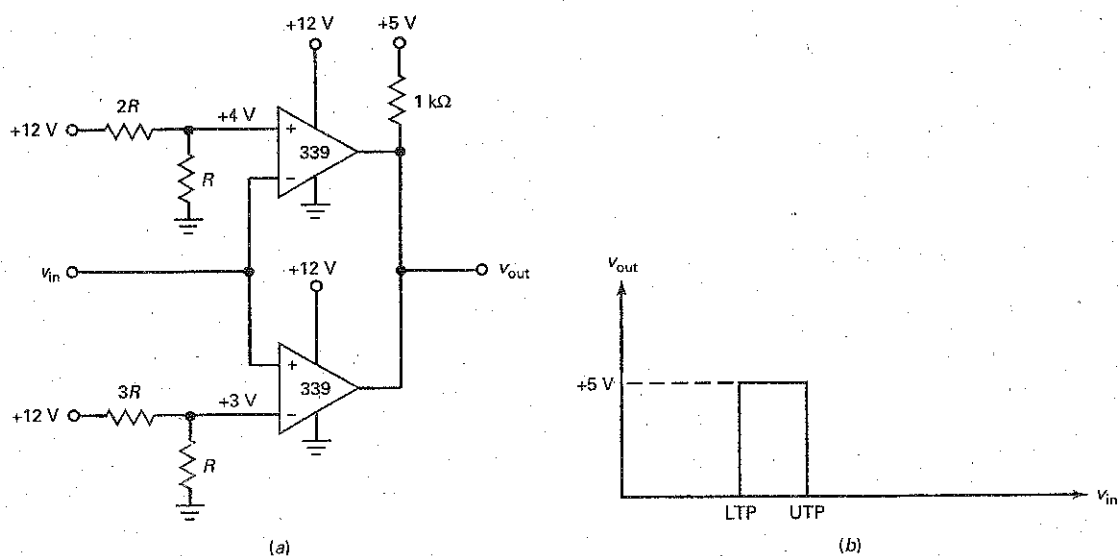 +12 V +5 V
1 kΩ
2R
+12 V +4 V
+
339
−
R
v_in +12 V v_out
+
339
−
3R
+12 V +3 V
R
(a)
v_out
+5 V
LTP UTP v_in
(b)